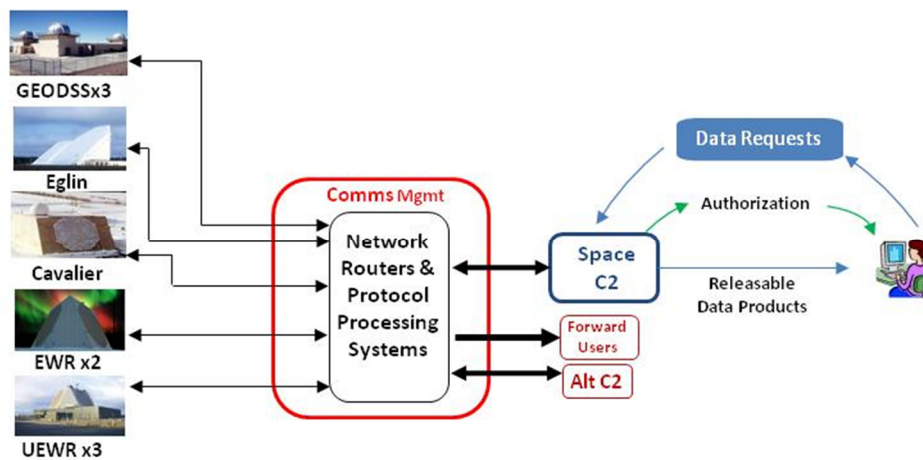 GEODSSx3
Eglin
Cavalier
EWR x2
UEWR x3
Comms Mgmt
Network
Routers &
Protocol
Processing
Systems
Space
C2
Forward
Users
Alt C2
Data Requests
Authorization
Releasable
Data Products